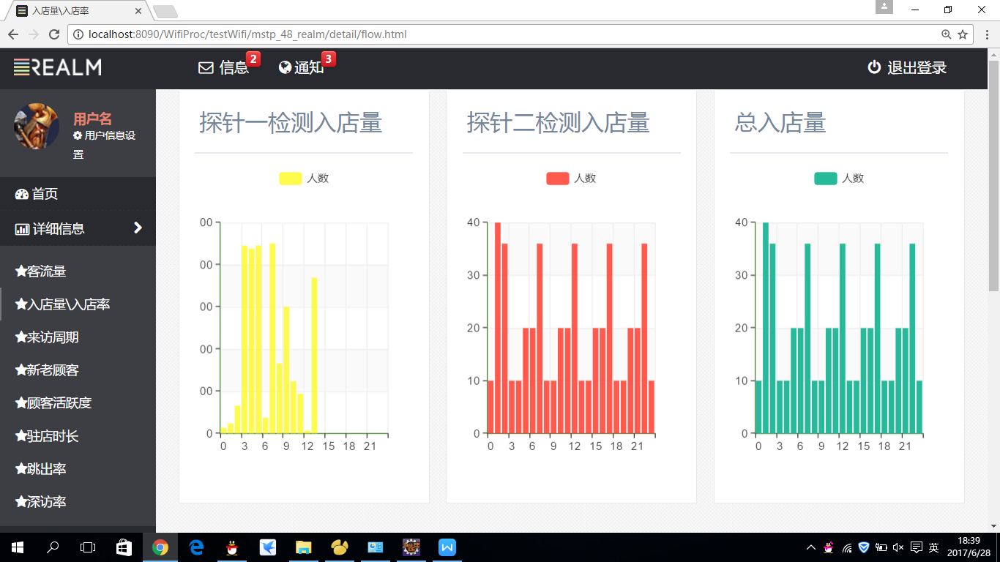 入店量\入店率
localhost:8090/WifiProc/testWifi/mstp_48_realm/detail/flow.html
REALM
信息 2
通知 3
退出登录
用户名
用户信息设
置
首页
详细信息
客流量
入店量\入店率
来访周期
新老顾客
顾客活跃度
驻店时长
跳出率
深访率
探针一检测入店量
人数
00
00
00
00
00
0
0 3 6 9 12 15 18 21
探针二检测入店量
人数
40
30
20
10
0
0 3 6 9 12 15 18 21
总入店量
人数
40
30
20
10
0
0 3 6 9 12 15 18 21
英
18:39
2017/6/28